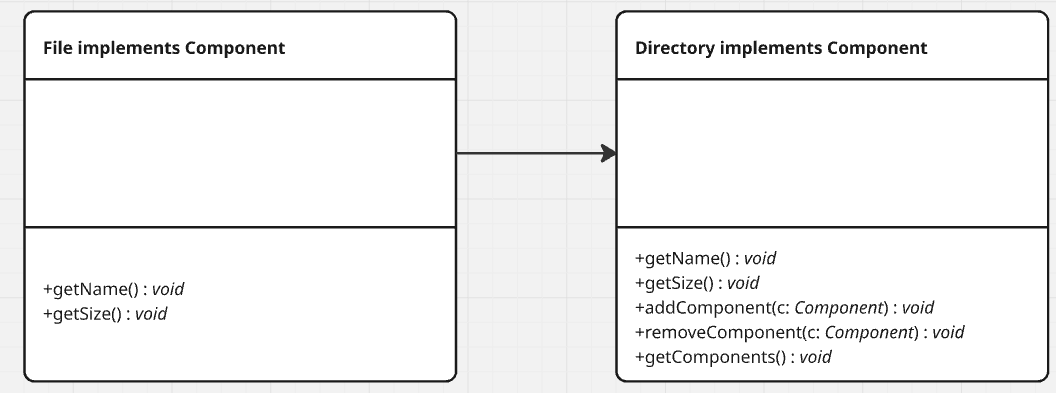 File implements Component
+getName() : void
+getSize() : void
Directory implements Component
+getName() : void
+getSize() : void
+addComponent(c: Component) : void
+removeComponent(c: Component) : void
+getComponents() : void